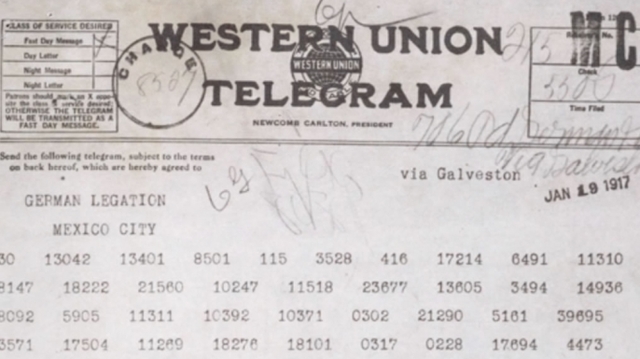 CLASS OF SERVICE DESIRED
Fast Day Message
Day Letter
Night Message
Night Letter
Patrons should mark an X oppo-
site the class of service desired;
OTHERWISE THE TELEGRAM
WILL BE TRANSMITTED AS A
FAST DAY MESSAGE.
CHARGE
WESTERN UNION
WESTERN UNION
TELEGRAM
NEWCOMB CARLTON, PRESIDENT
Check
Time Filed
Send the following telegram, subject to the terms
on back hereof, which are hereby agreed to
via Galveston
JAN 19 1917
GERMAN LEGATION
MEXICO CITY
13042 13401 8501 115 3528 416 17214 6491 11310
8147 18222 21560 10247 11518 23677 13605 3494 14936
5905 11311 10392 10371 0302 21290 5161 39695
3571 17504 11269 18276 18101 0317 0228 17694 4473